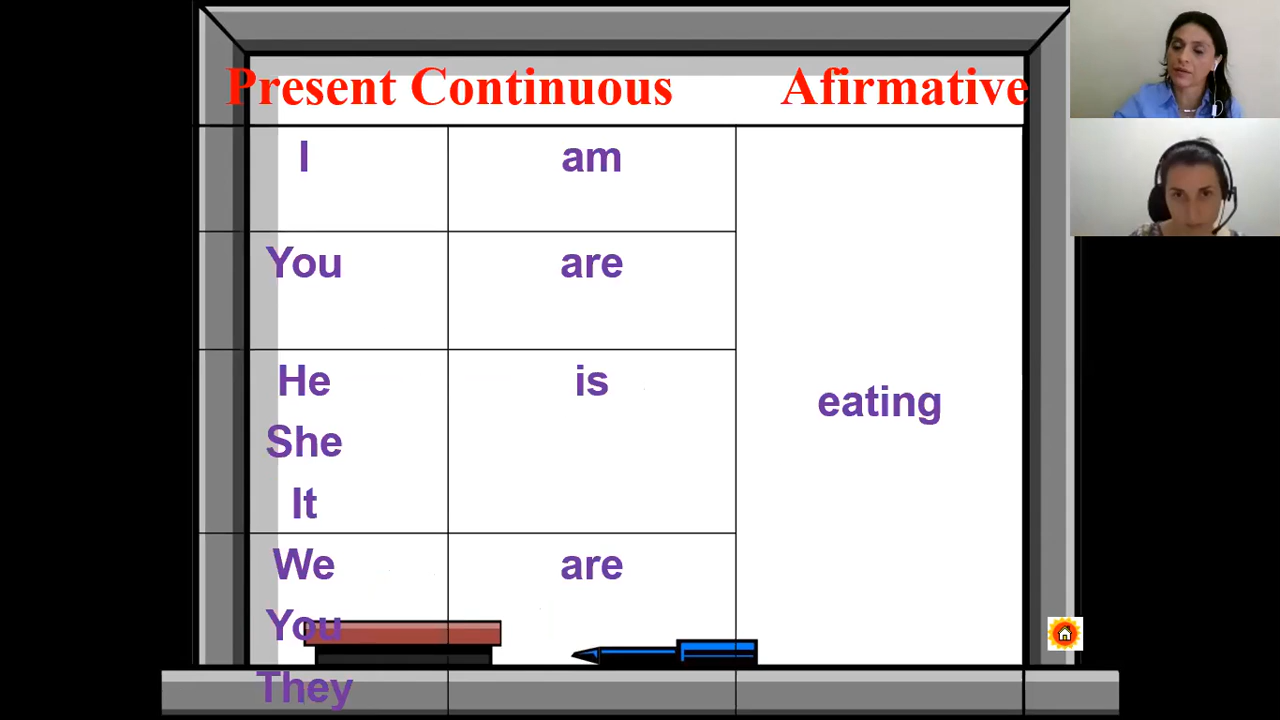 Present Continuous Afirmative
I am
You are
He is
She
It
eating
We are
You
They